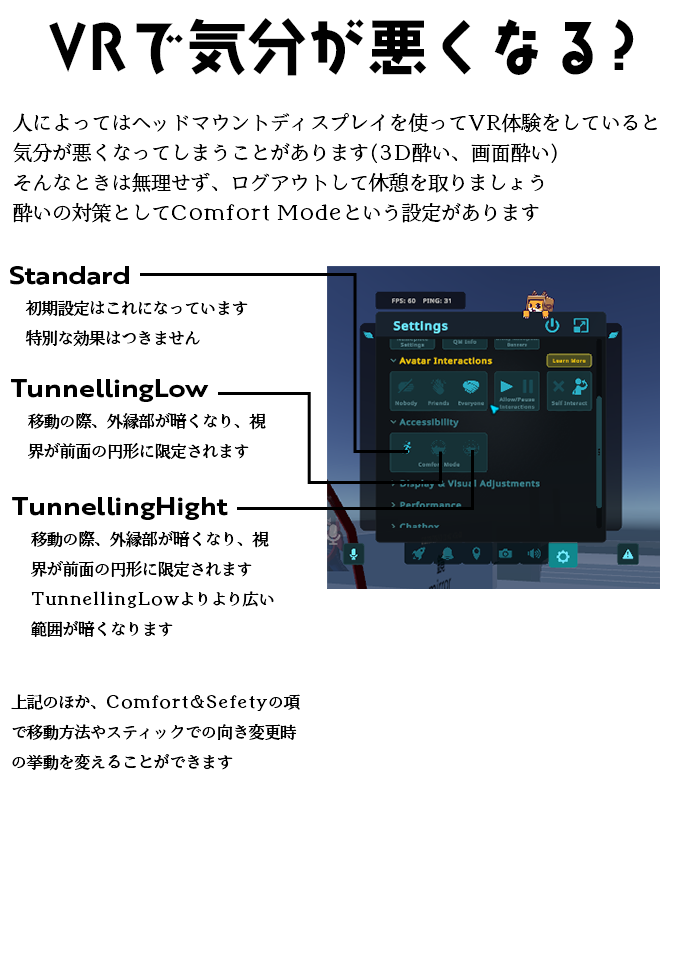 VRで気分が悪くなる?
人によってはヘッドマウントディスプレイを使ってVR体験をしていると
気分が悪くなってしまうことがあります(3D酔い、画面酔い)
そんなときは無理せず、ログアウトして休憩を取りましょう
酔いの対策としてComfort Modeという設定があります
Standard
初期設定はこれになっています
特別な効果はつきません
TunnellingLow
移動の際、外縁部が暗くなり、視
界が前面の円形に限定されます
TunnellingHight
移動の際、外縁部が暗くなり、視
界が前面の円形に限定されます
TunnellingLowよりより広い
範囲が暗くなります
上記のほか、Comfort&Sefetyの項
で移動方法やスティックでの向き変更時
の挙動を変えることができます
FPS: 60 PING: 31
Settings
Settings
QW Info
Avatar Interactions
Learn More
Nobody
Friends
Everyone
Allow/Pause
Interactions
Self Interact
Accessibility
Comfort Mode
Display & Visual Adjustments
Performance
Chatbox
mirror